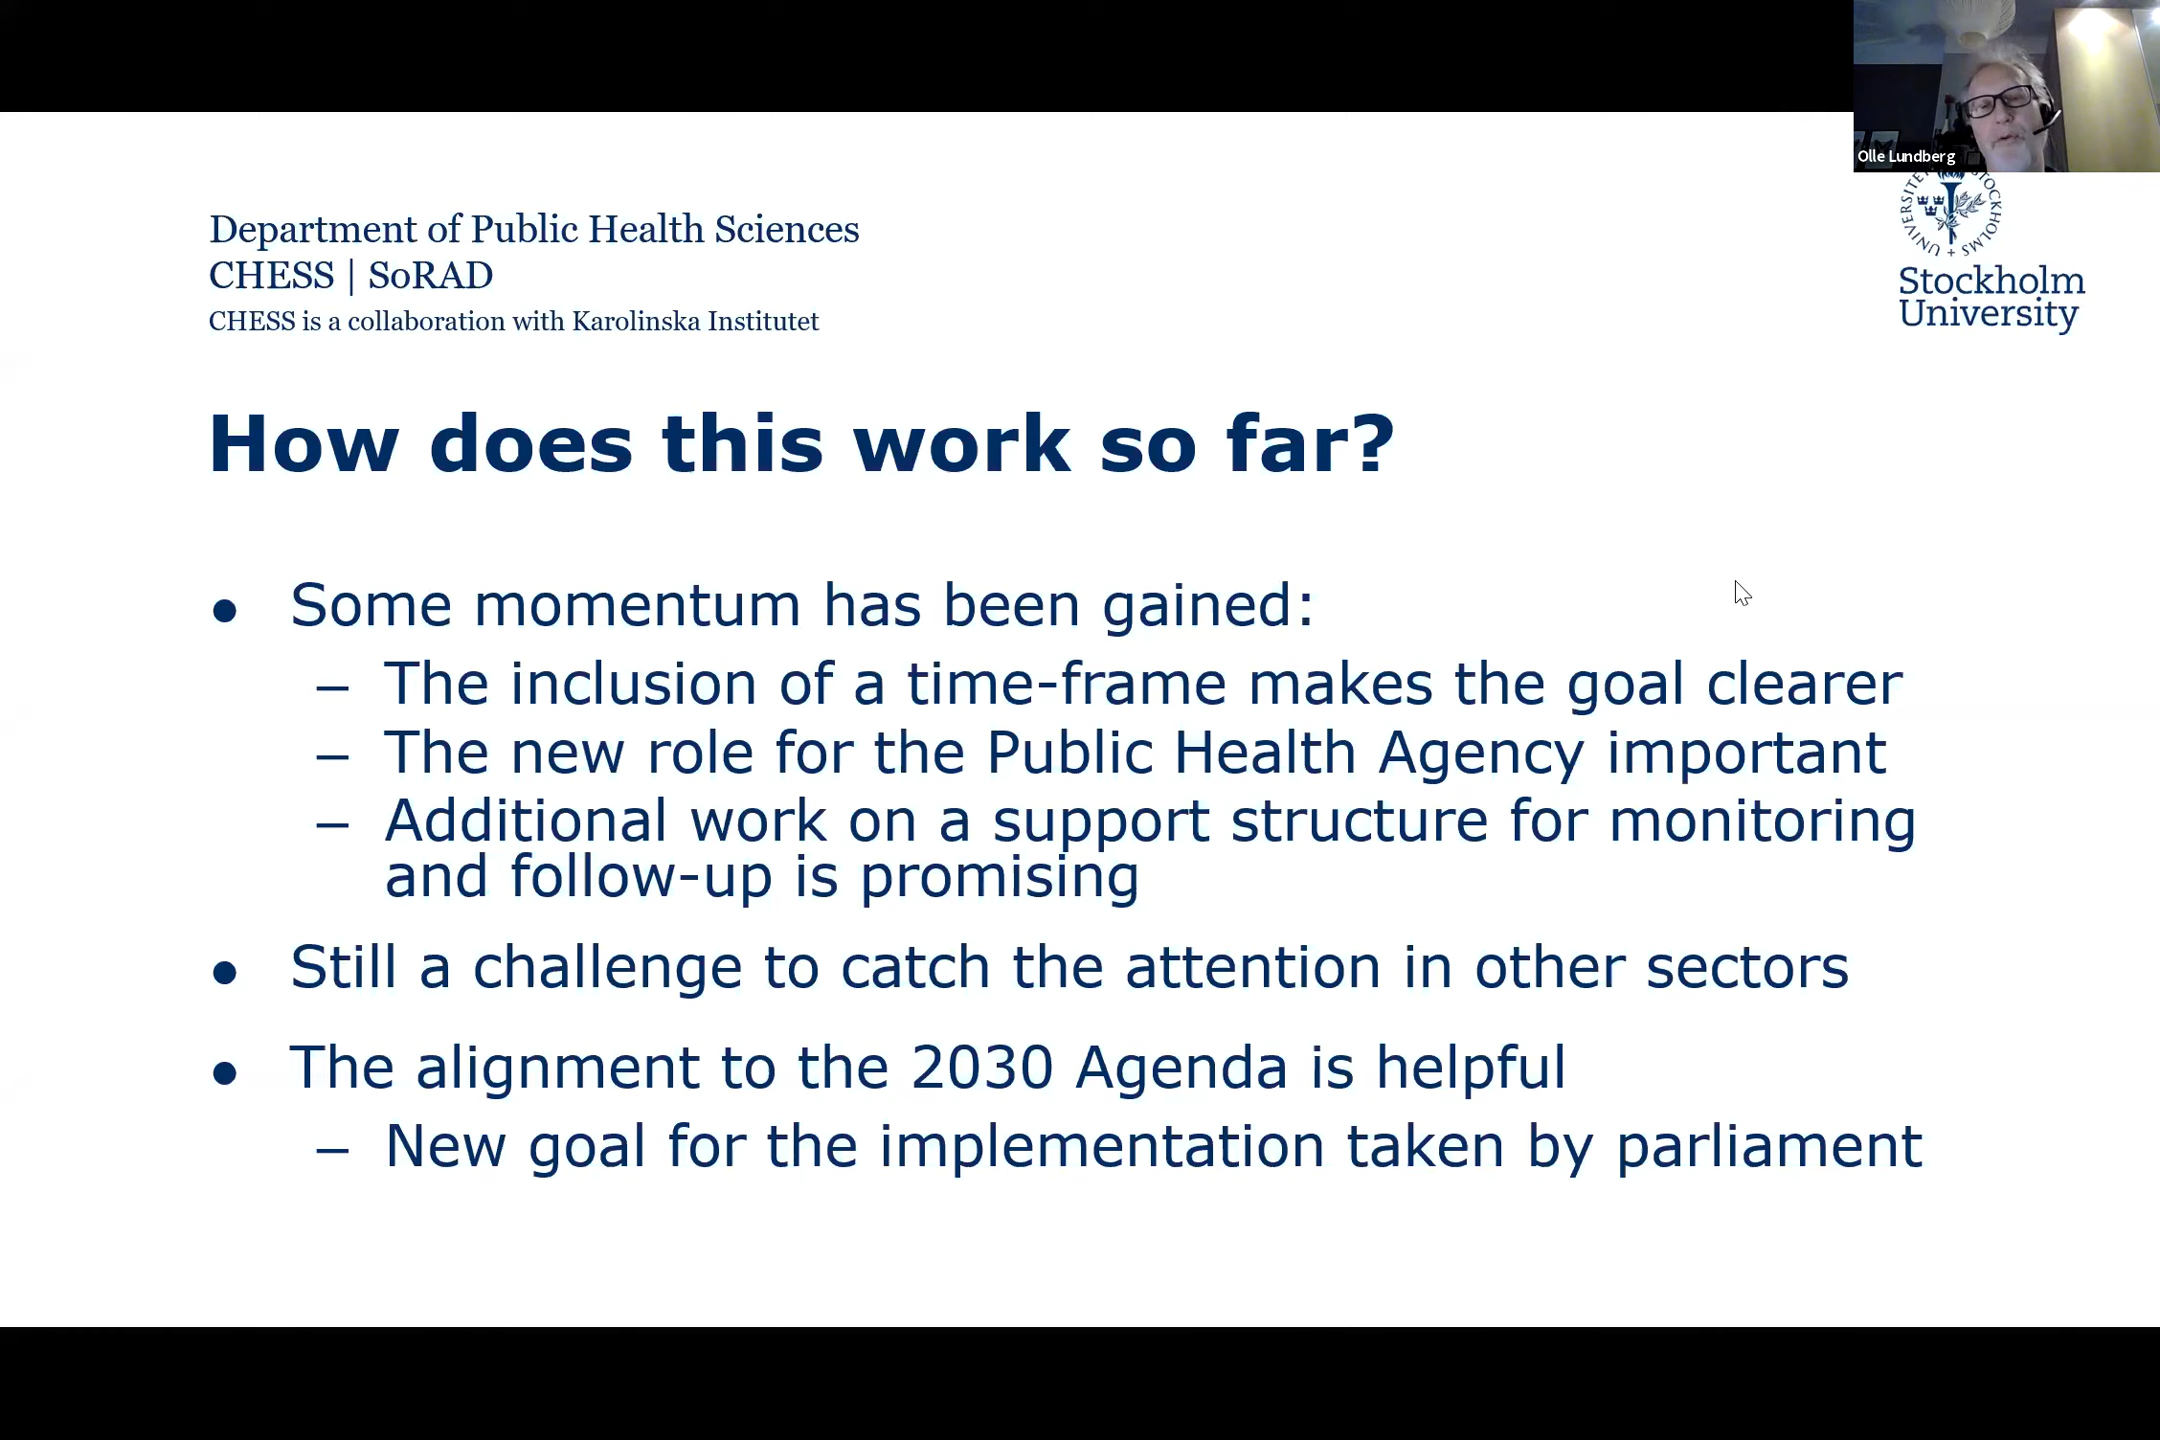 Olle Lundberg
Department of Public Health Sciences
CHESS | SoRAD
CHESS is a collaboration with Karolinska Institutet
Stockholm
University
How does this work so far?
● Some momentum has been gained:
– The inclusion of a time-frame makes the goal clearer
– The new role for the Public Health Agency important
– Additional work on a support structure for monitoring
and follow-up is promising
● Still a challenge to catch the attention in other sectors
● The alignment to the 2030 Agenda is helpful
– New goal for the implementation taken by parliament